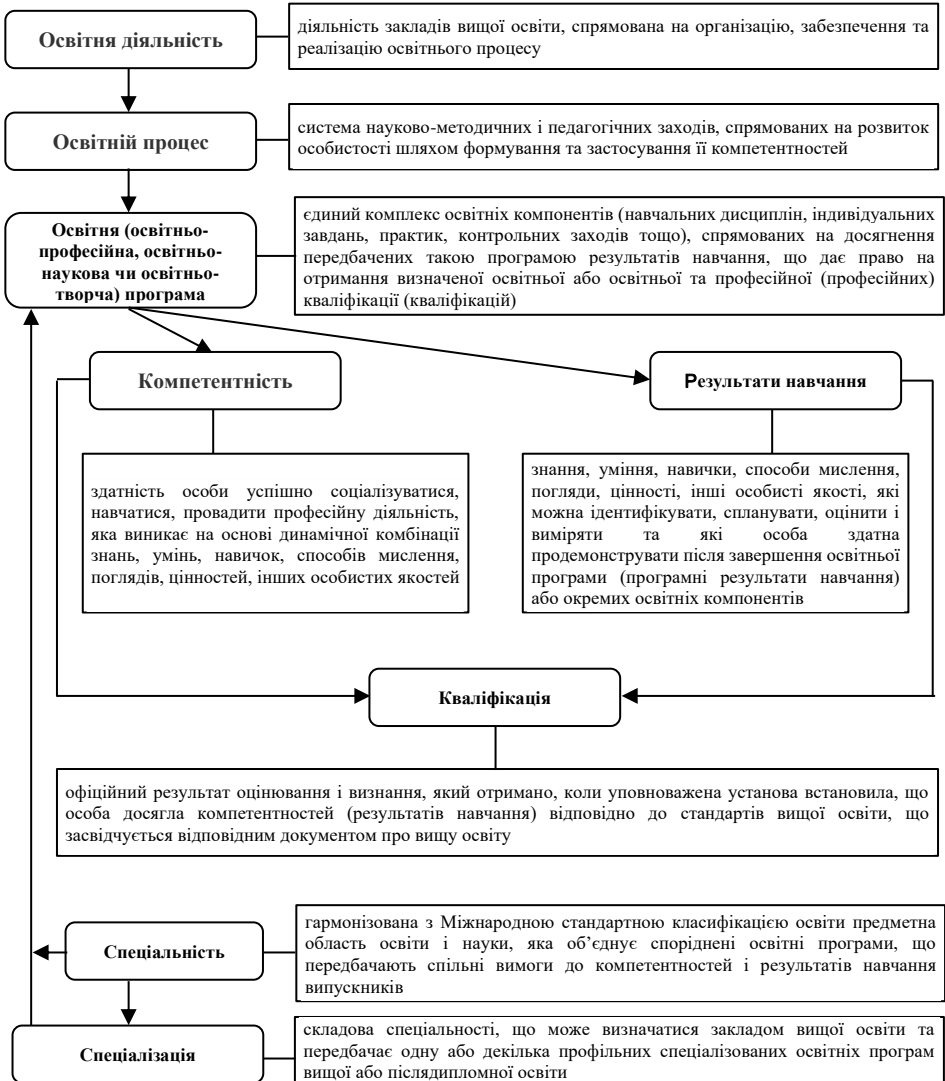 Освітня діяльність
діяльність закладів вищої освіти, спрямована на організацію, забезпечення та
реалізацію освітнього процесу
Освітній процес
система науково-методичних і педагогічних заходів, спрямованих на розвиток
особистості шляхом формування та застосування її компетентностей
Освітня (освітньо-
професійна, освітньо-
наукова чи освітньо-
творча) програма
єдиний комплекс освітніх компонентів (навчальних дисциплін, індивідуальних
завдань, практик, контрольних заходів тощо), спрямованих на досягнення
передбачених такою програмою результатів навчання, що дає право на
отримання визначеної освітньої або освітньої та професійної (професійних)
кваліфікації (кваліфікацій)
Компетентність
Результати навчання
здатність особи успішно соціалізуватися,
навчатися, провадити професійну діяльність,
яка виникає на основі динамічної комбінації
знань, умінь, навичок, способів мислення,
поглядів, цінностей, інших особистих якостей
знання, уміння, навички, способи мислення,
погляди, цінності, інші особисті якості, які
можна ідентифікувати, спланувати, оцінити і
виміряти та які особа здатна
продемонструвати після завершення освітньої
програми (програмні результати навчання)
або окремих освітніх компонентів
Кваліфікація
офіційний результат оцінювання і визнання, який отримано, коли уповноважена установа встановила, що
особа досягла компетентностей (результатів навчання) відповідно до стандартів вищої освіти, що
засвідчується відповідним документом про вищу освіту
Спеціальність
гармонізована з Міжнародною стандартною класифікацією освіти предметна
область освіти і науки, яка об’єднує споріднені освітні програми, що
передбачають спільні вимоги до компетентностей і результатів навчання
випускників
Спеціалізація
складова спеціальності, що може визначатися закладом вищої освіти та
передбачає одну або декілька профільних спеціалізованих освітніх програм
вищої або післядипломної освіти